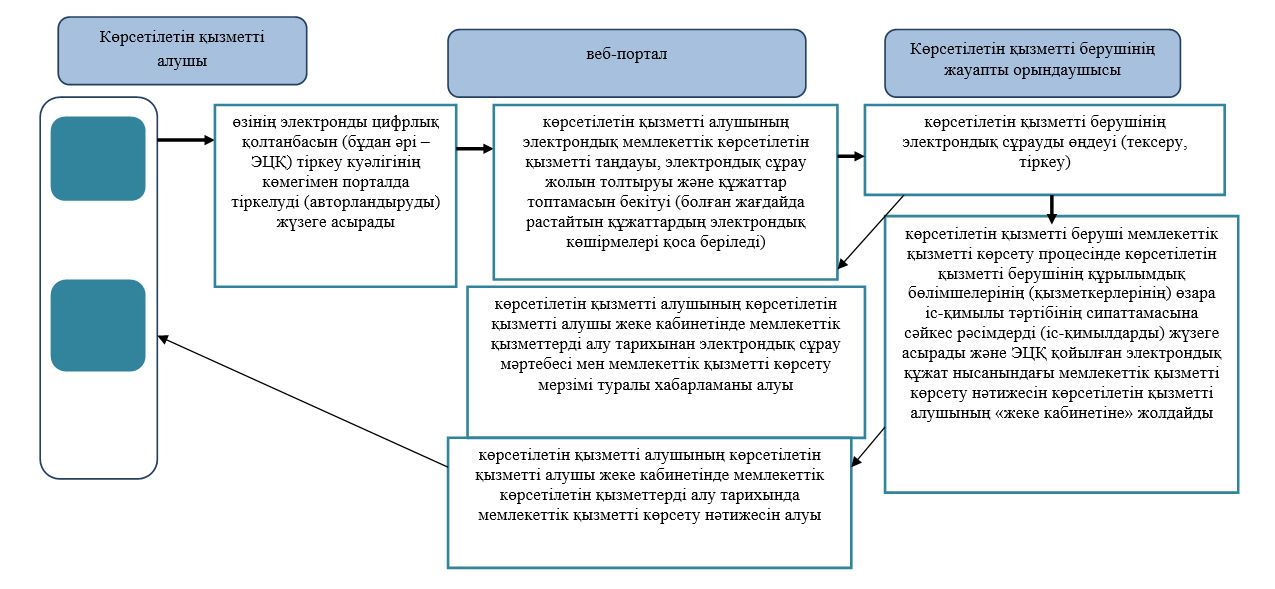 Көрсетілетін қызметті
алушы
веб-портал
Көрсетілетін қызметті берушінің
жауапты орындаушысы
өзінің электронды цифрлық
қолтанбасын (бұдан әрі –
ЭЦҚ) тіркеу куәлігінің
көмегімен порталда
тіркелуді (авторландыруды)
жүзеге асырады
көрсетілетін қызметті алушының
электрондық мемлекеттік көрсетілетін
қызметті таңдауы, электрондық сұрау
жолын толтыруы және құжаттар
топтамасын бекітуі (болған жағдайда
растайтын құжаттардың электрондық
көшірмелері қоса беріледі)
көрсетілетін қызметті берушінің
электрондық сұрауды өңдеуі (тексеру,
тіркеу)
көрсетілетін қызметті беруші мемлекеттік
қызметті көрсету процесінде көрсетілетін
қызметті берушінің құрылымдық
бөлімшелерінің (қызметкерлерінің) өзара
іс-қимылы тәртібінің сипаттамасына
сәйкес рәсімдерді (іс-қимылдарды) жүзеге
асырады және ЭЦҚ қойылған электрондық
құжат нысанындағы мемлекеттік қызметті
көрсету нәтижесін көрсетілетін қызметті
алушының «жеке кабинетіне» жолдайды
көрсетілетін қызметті алушының көрсетілетін
қызметті алушы жеке кабинетінде мемлекеттік
қызметтерді алу тарихынан электрондық сұрау
мәртебесі мен мемлекеттік қызметті көрсету
мерзімі туралы хабарламаны алуы
көрсетілетін қызметті алушының көрсетілетін
қызметті алушы жеке кабинетінде мемлекеттік
көрсетілетін қызметтерді алу тарихында
мемлекеттік қызметті көрсету нәтижесін алуы